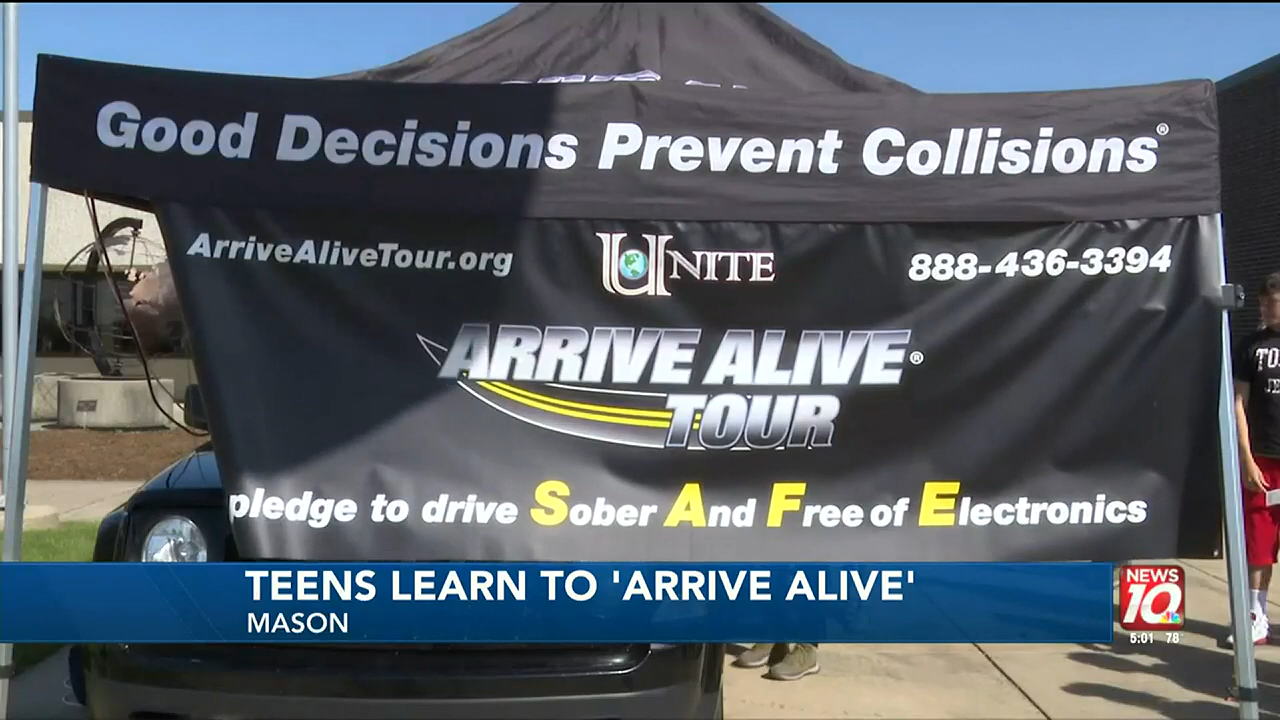 Good Decisions Prevent Collisions®
ArriveAliveTour.org
UNITE
888-436-3394
ARRIVE ALIVE®
TOUR
pledge to drive Sober And Free of Electronics
TEENS LEARN TO 'ARRIVE ALIVE'
MASON
NEWS
10
5:01 78°